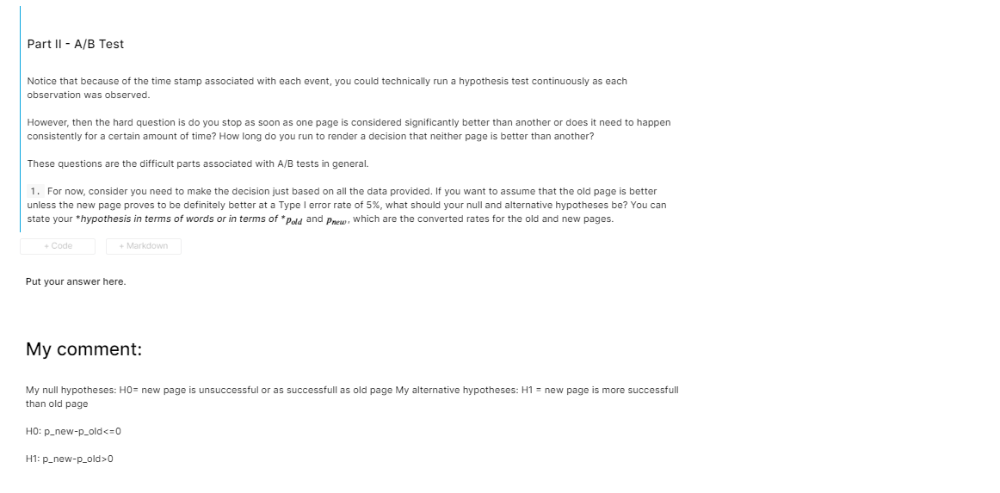 Part II - A/B Test
Notice that because of the time stamp associated with each event, you could technically run a hypothesis test continuously as each
observation was observed.
However, then the hard question is do you stop as soon as one page is considered significantly better than another or does it need to happen
consistently for a certain amount of time? How long do you run to render a decision that neither page is better than another?
These questions are the difficult parts associated with A/B tests in general.
1. For now, consider you need to make the decision just based on all the data provided. If you want to assume that the old page is better
unless the new page proves to be definitely better at a Type I error rate of 5%, what should your null and alternative hypotheses be? You can
state your *hypothesis in terms of words or in terms of *p_old and p_new, which are the converted rates for the old and new pages.
+ Code + Markdown
Put your answer here.
My comment:
My null hypotheses: H0= new page is unsuccessful or as successfull as old page My alternative hypotheses: H1 = new page is more successfull
than old page
H0: p_new-p_old<=0
H1: p_new-p_old>0